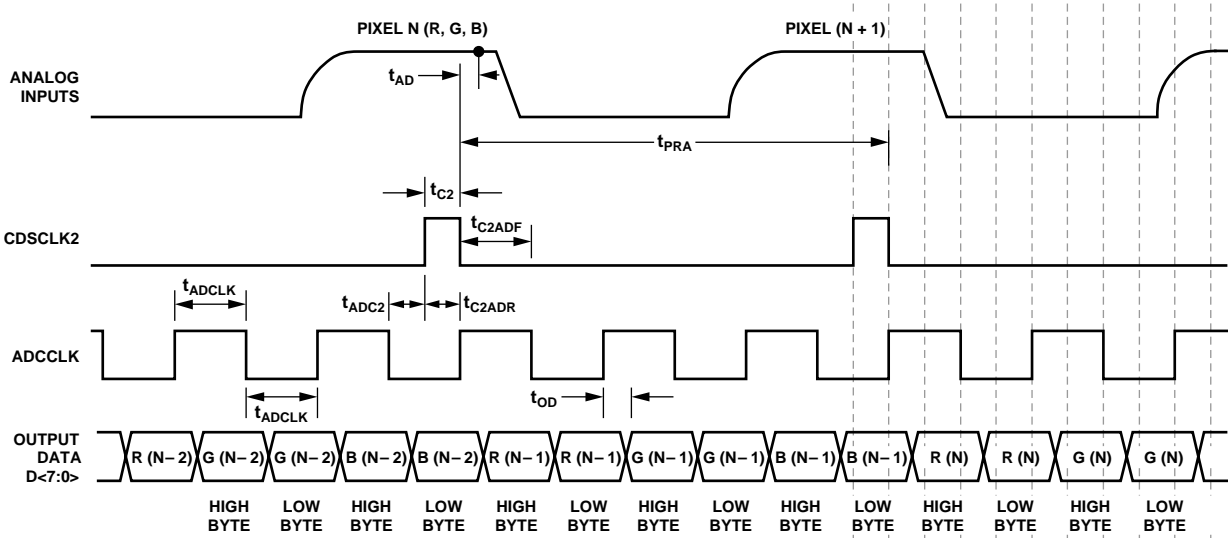 PIXEL N (R, G, B)
PIXEL (N + 1)
ANALOG
INPUTS
tAD
tPRA
tC2
CDSCLK2
tC2ADF
tADCLK
tADC2
tC2ADR
ADCCLK
tADCLK
tOD
OUTPUT
DATA
D<7:0>
R (N–2) G (N–2) G (N–2) B (N–2) B (N–2) R (N–1) R (N–1) G (N–1) G (N–1) B (N–1) B (N–1) R (N) R (N) G (N) G (N)
HIGH LOW HIGH LOW HIGH LOW HIGH LOW HIGH LOW HIGH LOW HIGH LOW
BYTE BYTE BYTE BYTE BYTE BYTE BYTE BYTE BYTE BYTE BYTE BYTE BYTE BYTE